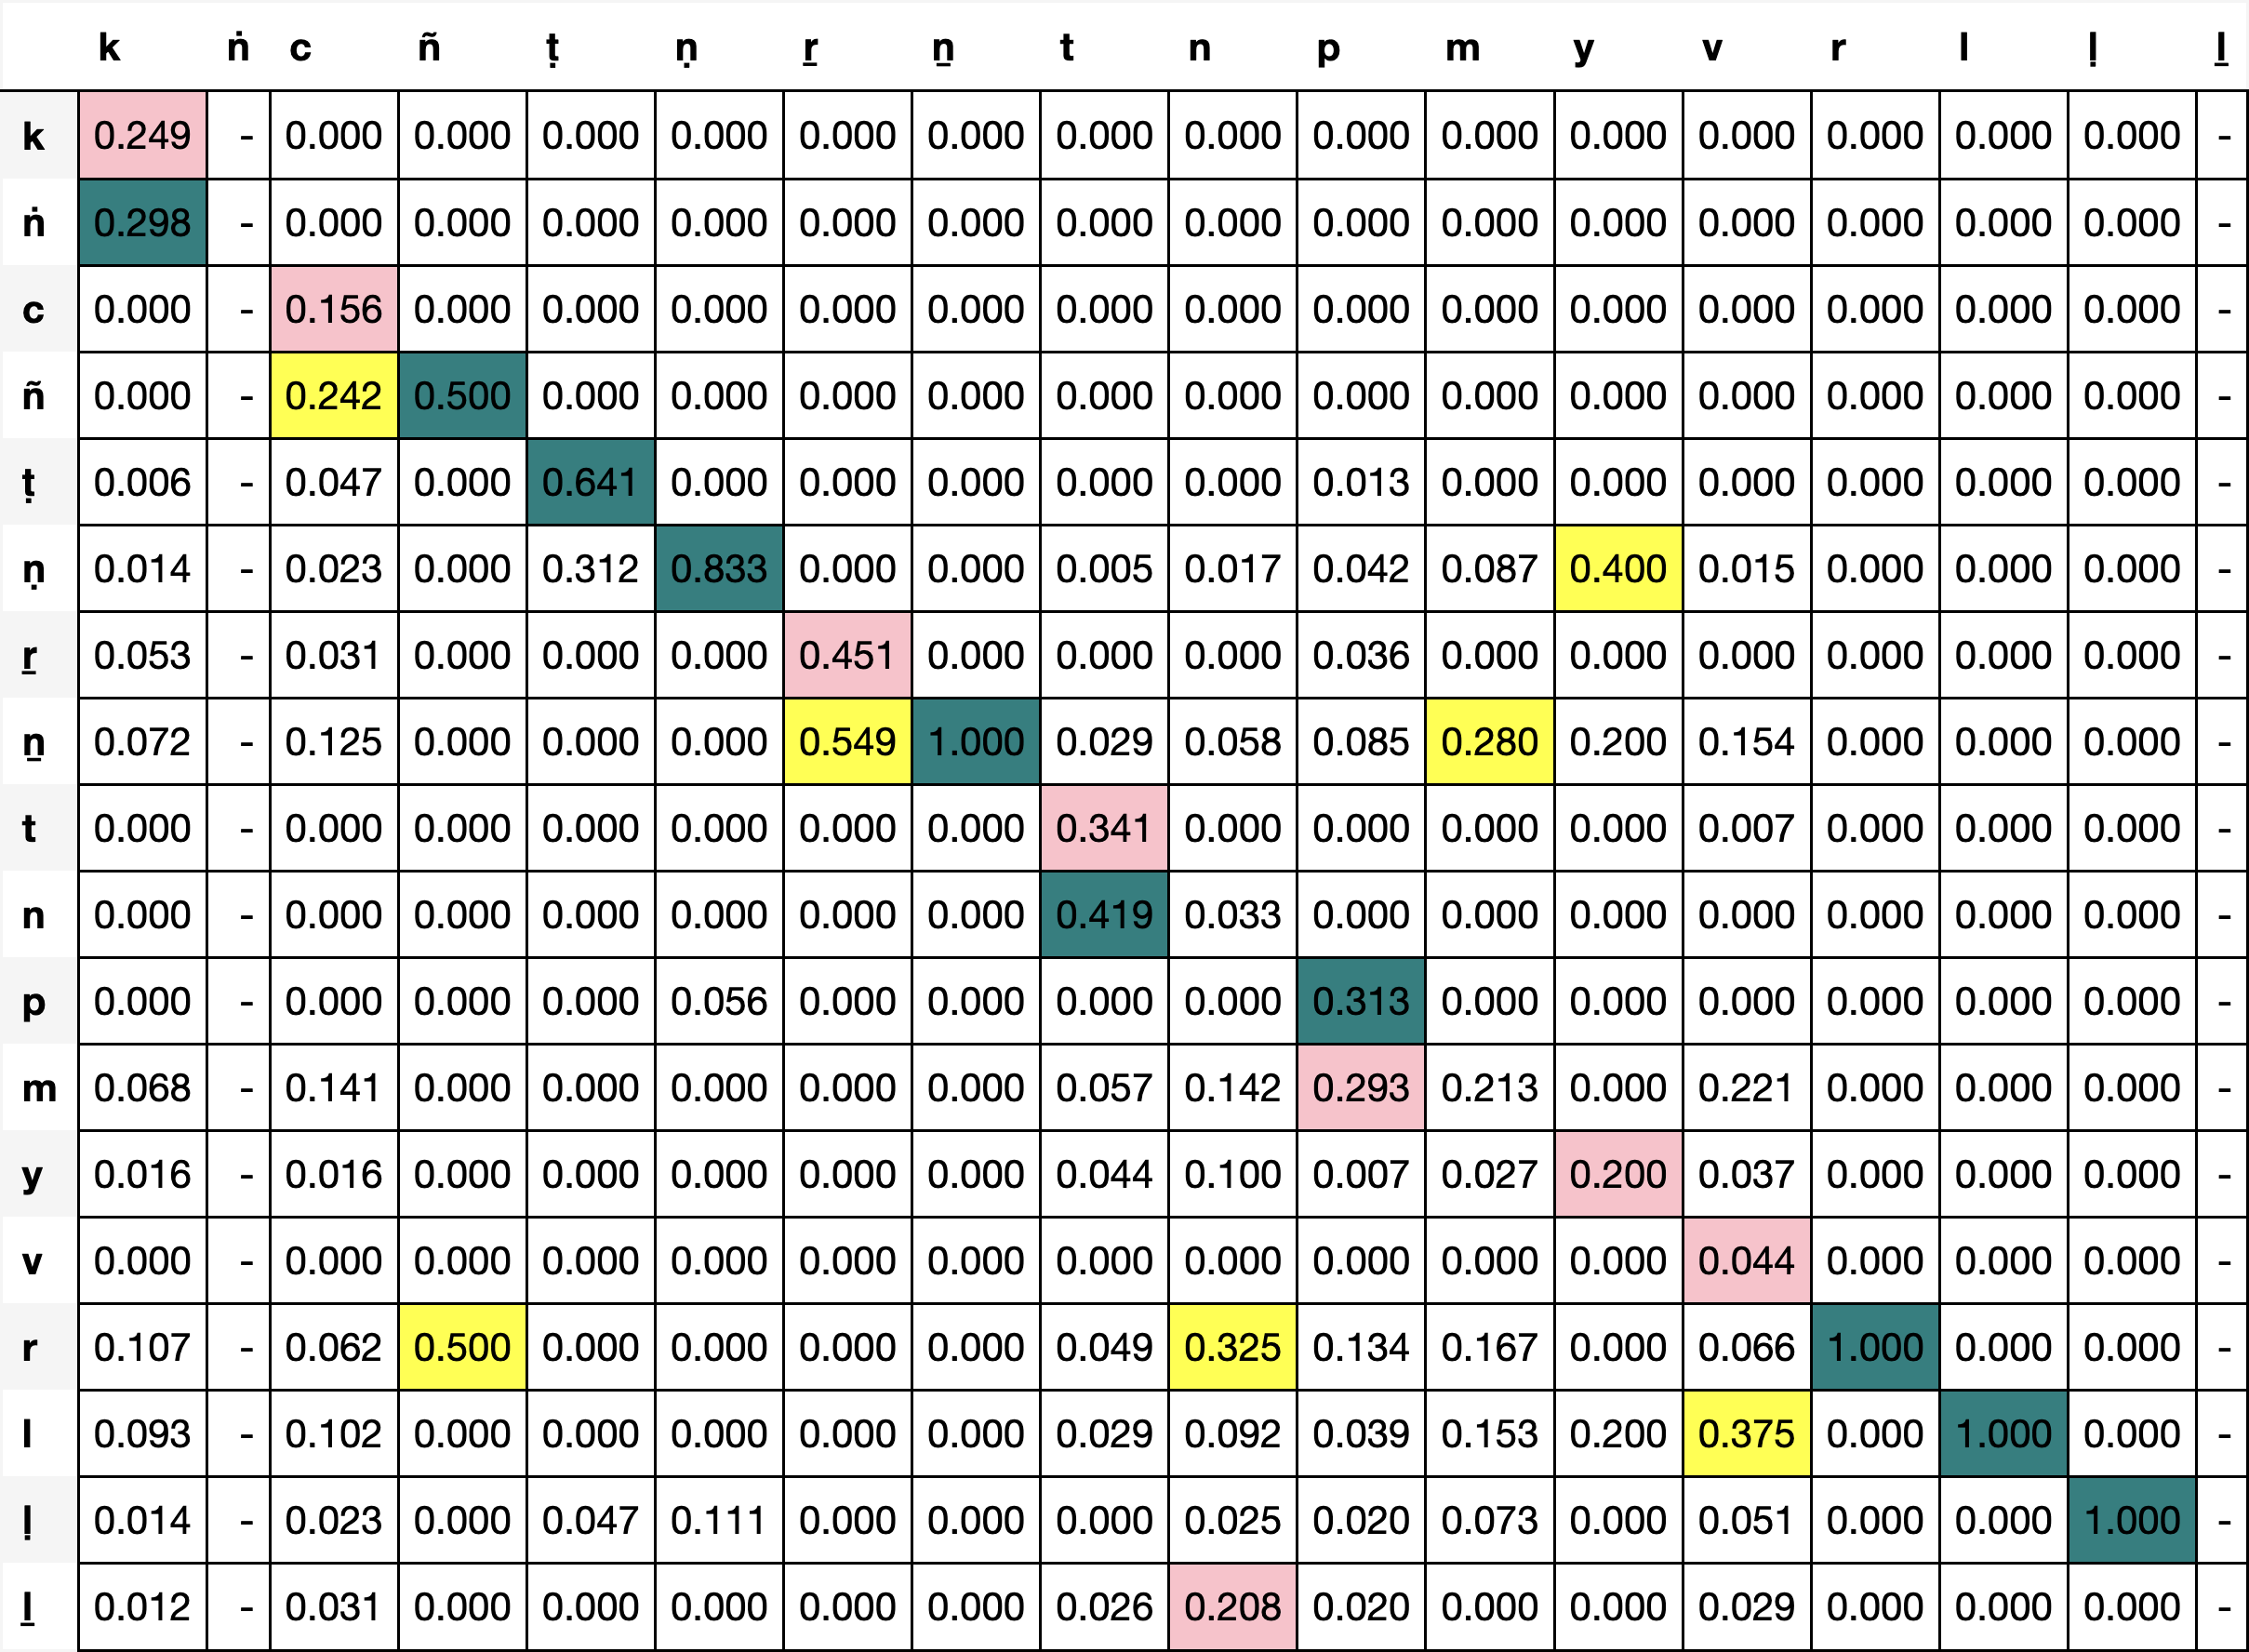 k ṅ c ñ ṭ ṇ ṟ ṉ t n p m y v r l ḷ ḻ
k 0.249 - 0.000 0.000 0.000 0.000 0.000 0.000 0.000 0.000 0.000 0.000 0.000 0.000 0.000 0.000 0.000 -
ṅ 0.298 - 0.000 0.000 0.000 0.000 0.000 0.000 0.000 0.000 0.000 0.000 0.000 0.000 0.000 0.000 0.000 -
c 0.000 - 0.156 0.000 0.000 0.000 0.000 0.000 0.000 0.000 0.000 0.000 0.000 0.000 0.000 0.000 0.000 -
ñ 0.000 - 0.242 0.500 0.000 0.000 0.000 0.000 0.000 0.000 0.000 0.000 0.000 0.000 0.000 0.000 0.000 -
ṭ 0.006 - 0.047 0.000 0.641 0.000 0.000 0.000 0.000 0.000 0.013 0.000 0.000 0.000 0.000 0.000 0.000 -
ṇ 0.014 - 0.023 0.000 0.312 0.833 0.000 0.000 0.005 0.017 0.042 0.087 0.400 0.015 0.000 0.000 0.000 -
ṟ 0.053 - 0.031 0.000 0.000 0.000 0.451 0.000 0.000 0.000 0.036 0.000 0.000 0.000 0.000 0.000 0.000 -
ṉ 0.072 - 0.125 0.000 0.000 0.000 0.549 1.000 0.029 0.058 0.085 0.280 0.200 0.154 0.000 0.000 0.000 -
t 0.000 - 0.000 0.000 0.000 0.000 0.000 0.000 0.341 0.000 0.000 0.000 0.000 0.007 0.000 0.000 0.000 -
n 0.000 - 0.000 0.000 0.000 0.000 0.000 0.000 0.419 0.033 0.000 0.000 0.000 0.000 0.000 0.000 0.000 -
p 0.000 - 0.000 0.000 0.000 0.056 0.000 0.000 0.000 0.000 0.313 0.000 0.000 0.000 0.000 0.000 0.000 -
m 0.068 - 0.141 0.000 0.000 0.000 0.000 0.000 0.057 0.142 0.293 0.213 0.000 0.221 0.000 0.000 0.000 -
y 0.016 - 0.016 0.000 0.000 0.000 0.000 0.000 0.044 0.100 0.007 0.027 0.200 0.037 0.000 0.000 0.000 -
v 0.000 - 0.000 0.000 0.000 0.000 0.000 0.000 0.000 0.000 0.000 0.000 0.000 0.044 0.000 0.000 0.000 -
r 0.107 - 0.062 0.500 0.000 0.000 0.000 0.000 0.049 0.325 0.134 0.167 0.000 0.066 1.000 0.000 0.000 -
l 0.093 - 0.102 0.000 0.000 0.000 0.000 0.000 0.029 0.092 0.039 0.153 0.200 0.375 0.000 1.000 0.000 -
ḷ 0.014 - 0.023 0.000 0.047 0.111 0.000 0.000 0.000 0.025 0.020 0.073 0.000 0.051 0.000 0.000 1.000 -
ḻ 0.012 - 0.031 0.000 0.000 0.000 0.000 0.000 0.026 0.208 0.020 0.000 0.000 0.029 0.000 0.000 0.000 -